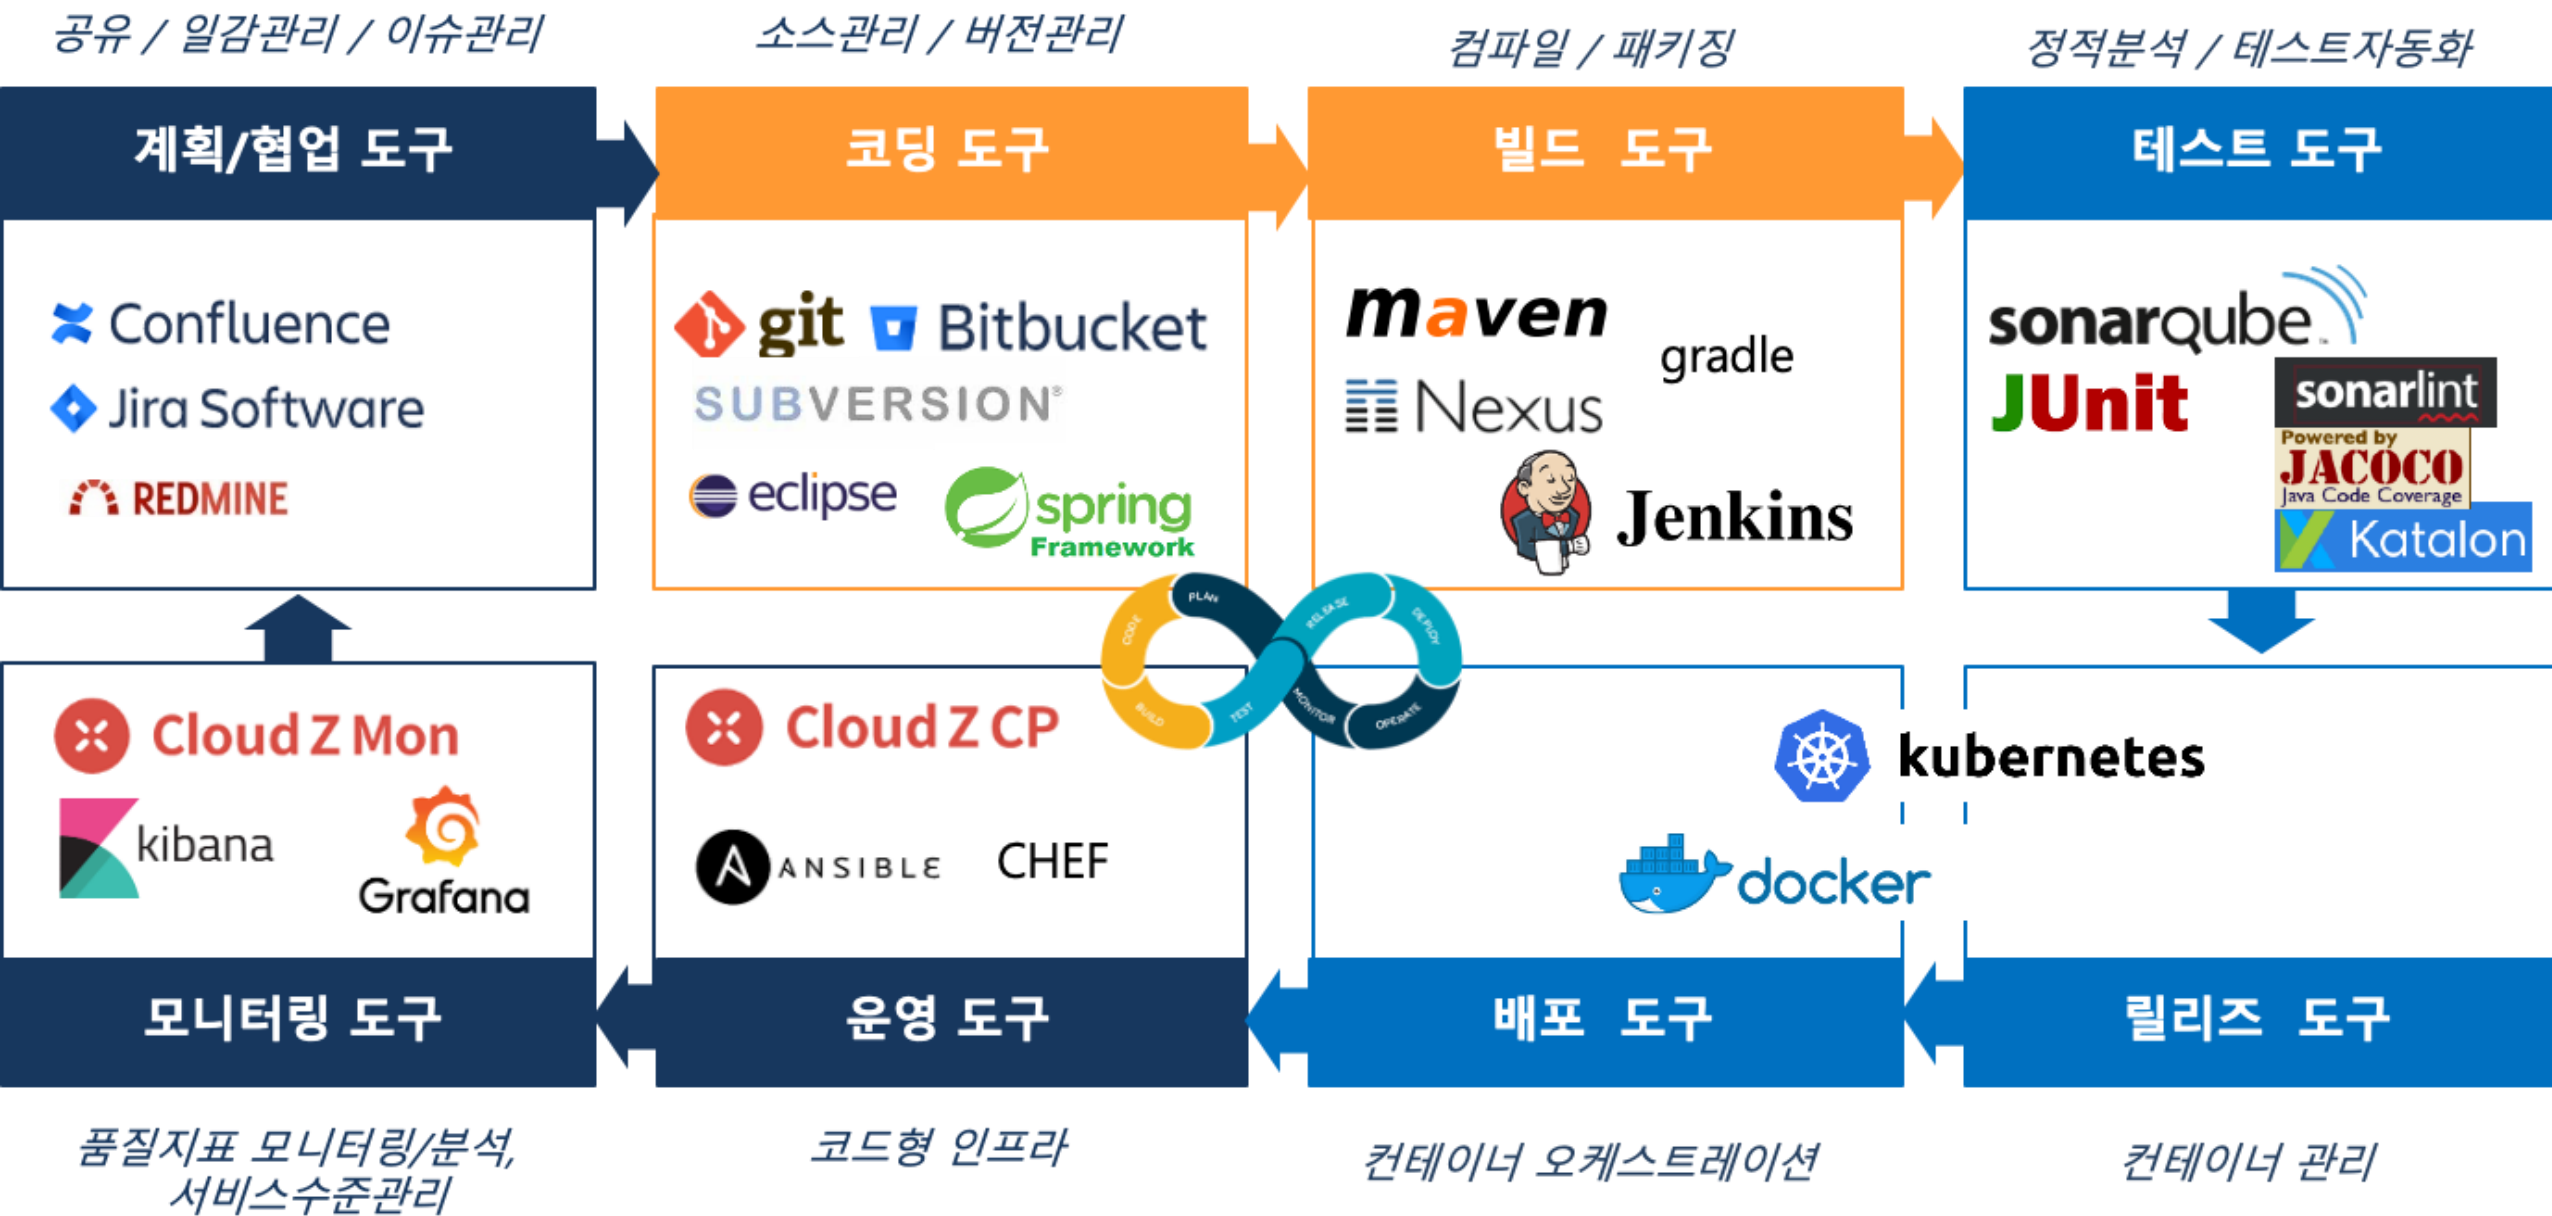 공유 / 일감관리 / 이슈관리
소스관리 / 버전관리
컴파일 / 패키징
정적분석 / 테스트자동화
계획/협업 도구
코딩 도구
빌드 도구
테스트 도구
Confluence
Jira Software
REDMINE
git
Bitbucket
SUBVERSION®
eclipse
spring
Framework
maven
gradle
Nexus
Jenkins
sonarqube™
JUnit
sonarlint
Powered by
JACOCO
Java Code Coverage
Katalon
PLAN
CODE
BUILD
TEST
RELEASE
DEPLOY
OPERATE
MONITOR
Cloud Z Mon
kibana
Grafana
Cloud Z CP
ANSIBLE
CHEF
kubernetes
docker
모니터링 도구
운영 도구
배포 도구
릴리즈 도구
품질지표 모니터링/분석,
서비스수준관리
코드형 인프라
컨테이너 오케스트레이션
컨테이너 관리